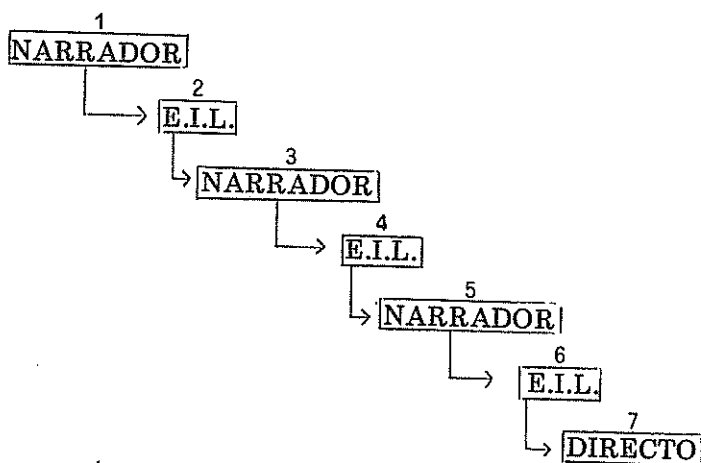 1
NARRADOR
2
E.I.L.
3
NARRADOR
4
E.I.L.
5
NARRADOR
6
E.I.L.
7
DIRECTO